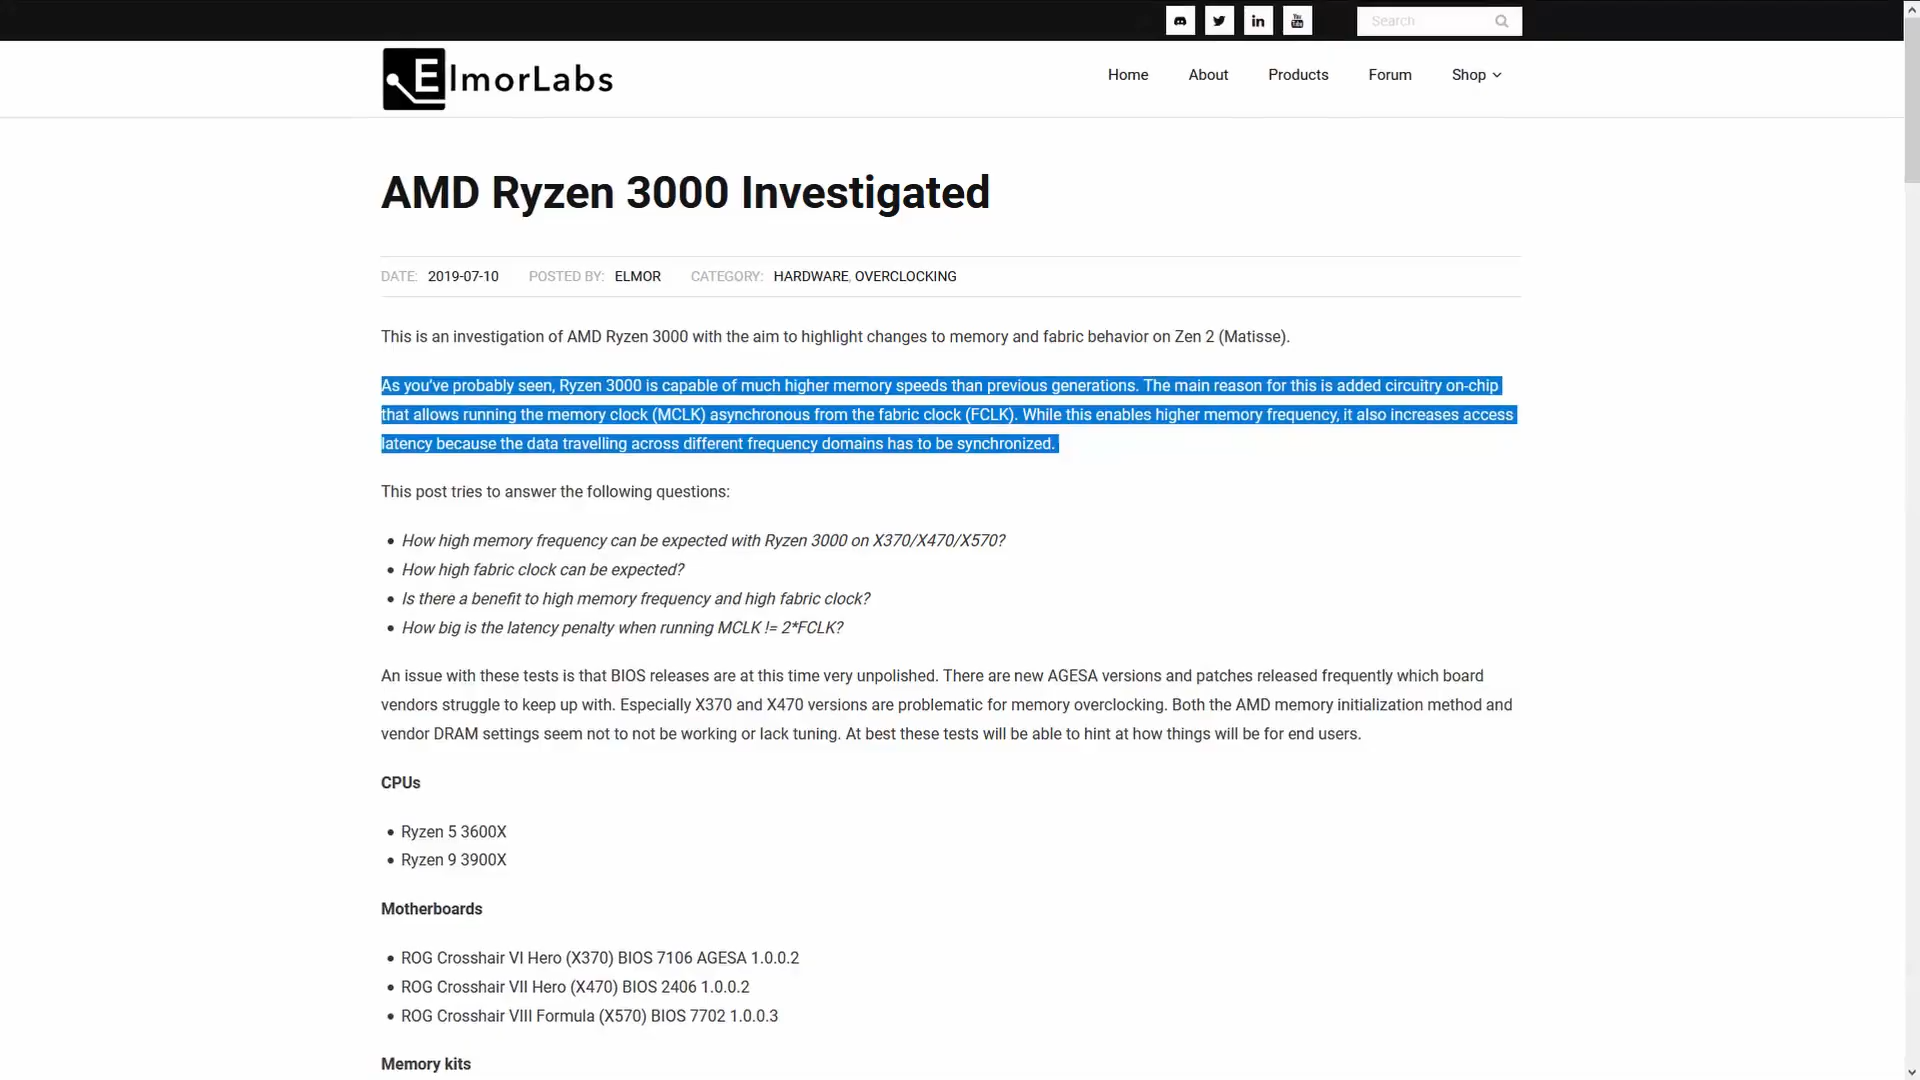 Search
ElmorLabs
Home About Products Forum Shop
AMD Ryzen 3000 Investigated
DATE: 2019-07-10 POSTED BY: ELMOR CATEGORY: HARDWARE, OVERCLOCKING
This is an investigation of AMD Ryzen 3000 with the aim to highlight changes to memory and fabric behavior on Zen 2 (Matisse).
As you've probably seen, Ryzen 3000 is capable of much higher memory speeds than previous generations. The main reason for this is added circuitry on-chip
that allows running the memory clock (MCLK) asynchronous from the fabric clock (FCLK). While this enables higher memory frequency, it also increases access
latency because the data travelling across different frequency domains has to be synchronized.
This post tries to answer the following questions:
• How high memory frequency can be expected with Ryzen 3000 on X370/X470/X570?
• How high fabric clock can be expected?
• Is there a benefit to high memory frequency and high fabric clock?
• How big is the latency penalty when running MCLK != 2*FCLK?
An issue with these tests is that BIOS releases are at this time very unpolished. There are new AGESA versions and patches released frequently which board
vendors struggle to keep up with. Especially X370 and X470 versions are problematic for memory overclocking. Both the AMD memory initialization method and
vendor DRAM settings seem not to not be working or lack tuning. At best these tests will be able to hint at how things will be for end users.
CPUs
• Ryzen 5 3600X
• Ryzen 9 3900X
Motherboards
• ROG Crosshair VI Hero (X370) BIOS 7106 AGESA 1.0.0.2
• ROG Crosshair VII Hero (X470) BIOS 2406 1.0.0.2
• ROG Crosshair VIII Formula (X570) BIOS 7702 1.0.0.3
Memory kits